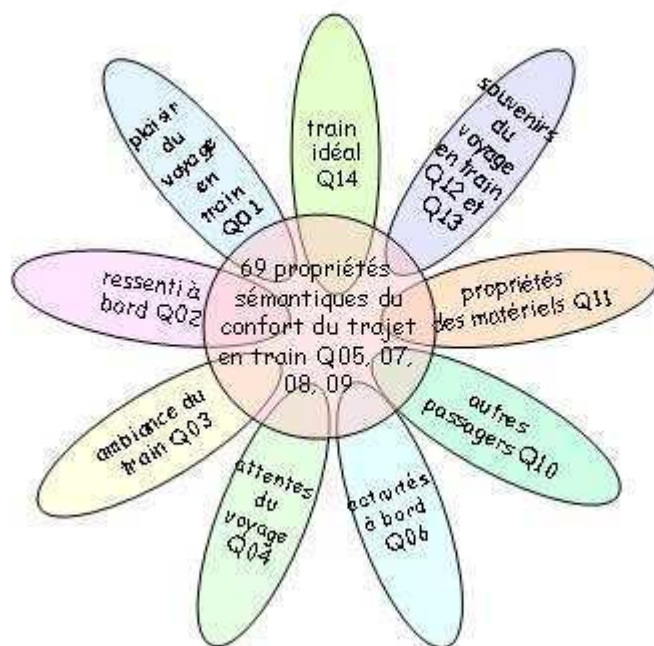 train
idéal
Q14
souvenirs
du
voyage
en train
Q12 et
Q13
propriétés
des matériels Q11
autres
passagers Q10
activités
à bord
Q06
attentes
du
voyage
Q04
ambiance du
train Q03
ressenti à
bord Q02
plaisir
du
voyage
en
train
Q01
69 propriétés
sémantiques du
confort du trajet
en train Q05, 07,
08, 09